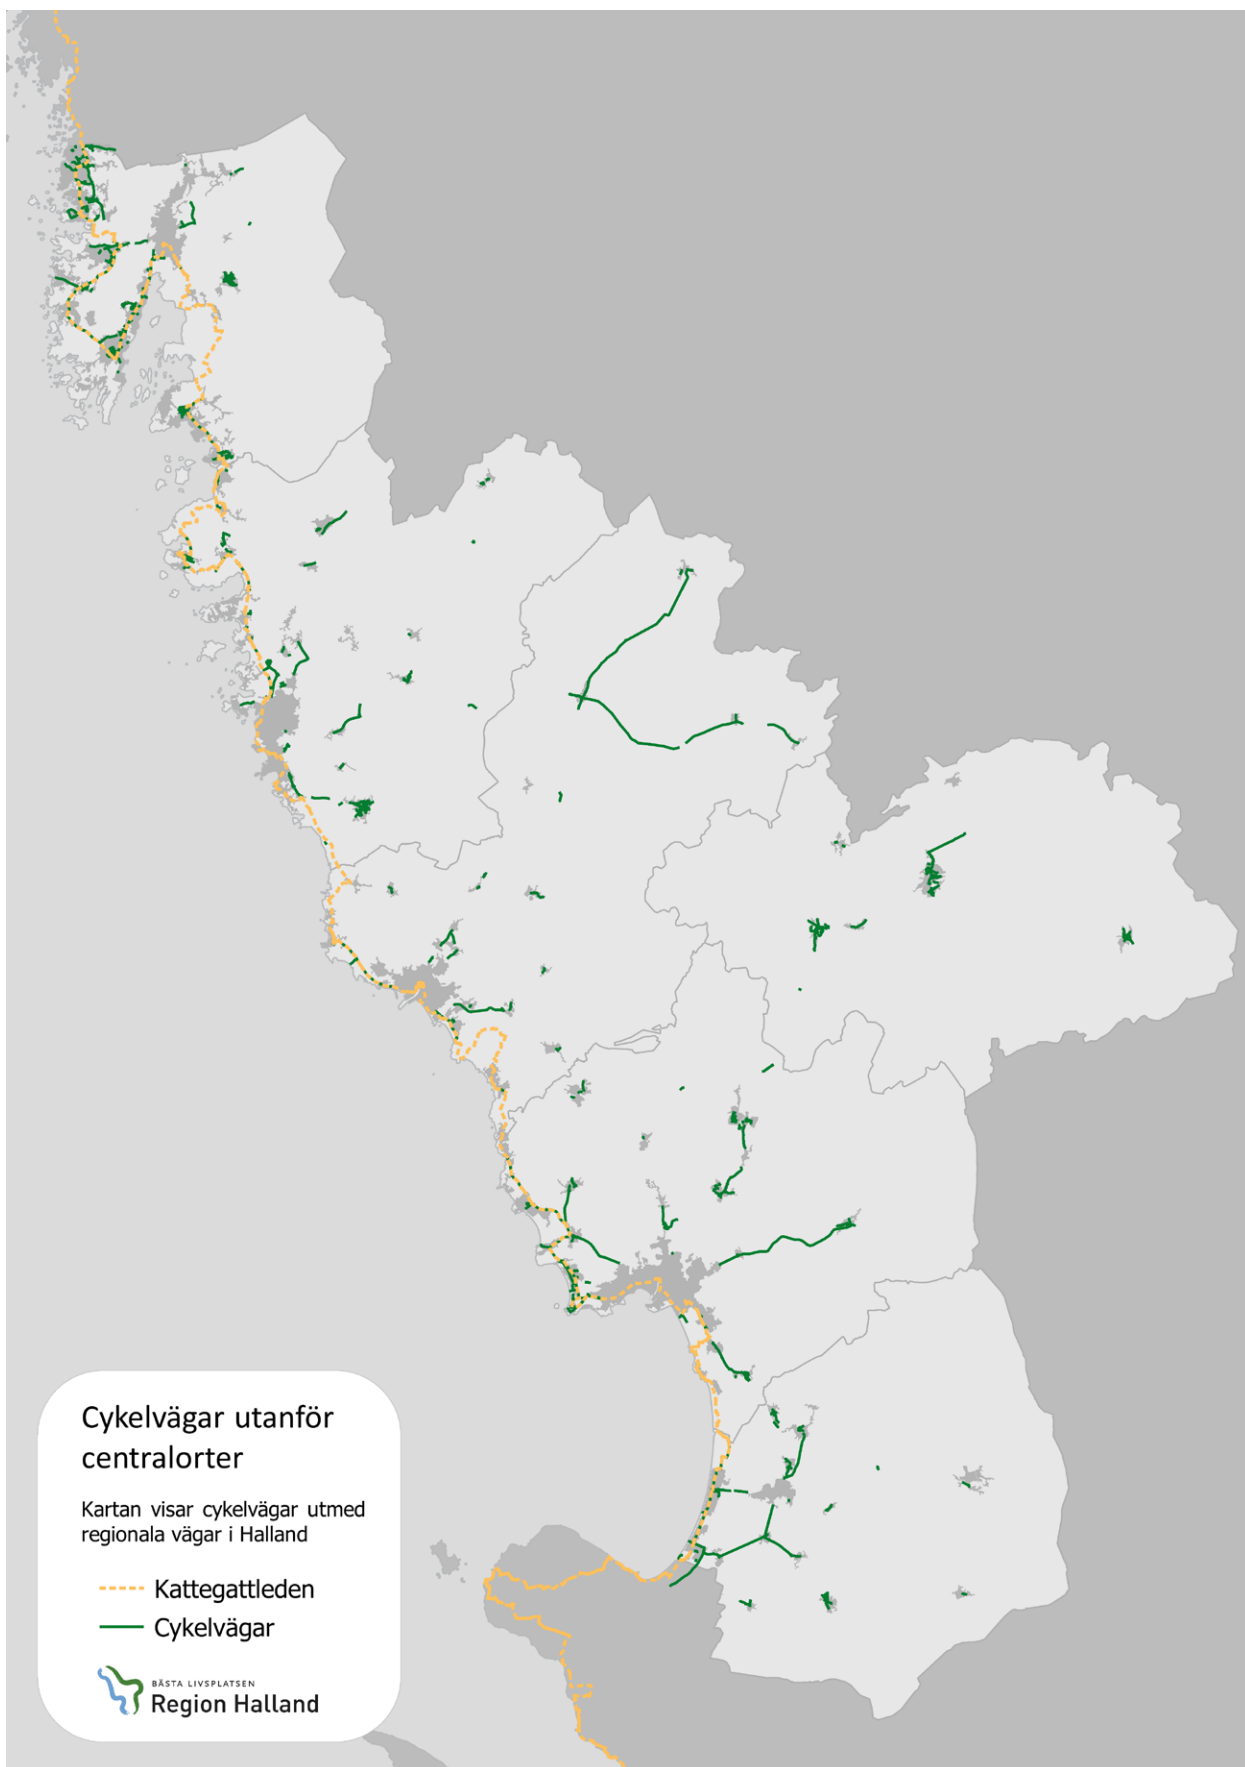 Cykelvägar utanför
centralorter
Kartan visar cykelvägar utmed
regionala vägar i Halland
Kattegattleden
Cykelvägar
BÄSTA LIVSPLATSEN
Region Halland